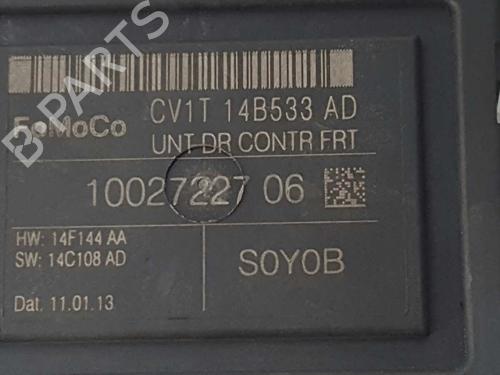 B PARTS
FoMoCo
CV1T 14B533 AD
UNT DR CONTR FRT
10027227 06
HW: 14F144 AA
SW: 14C108 AD
S0Y0B
Dat. 11.01.13